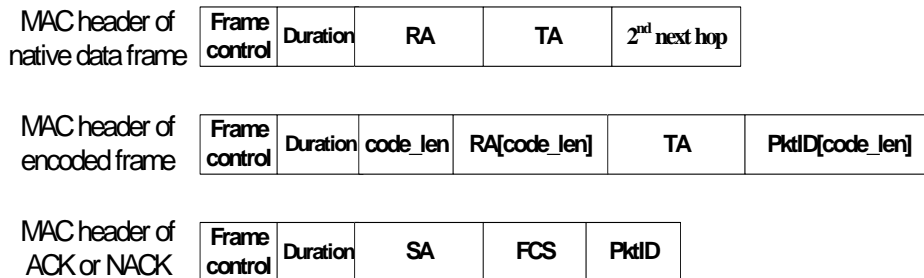 MAC header of
native data frame
Frame
control
Duration
RA
TA
2nd next hop
MAC header of
encoded frame
Frame
control
Duration
code_len
RA[code_len]
TA
PktID[code_len]
MAC header of
ACK or NACK
Frame
control
Duration
SA
FCS
PktID